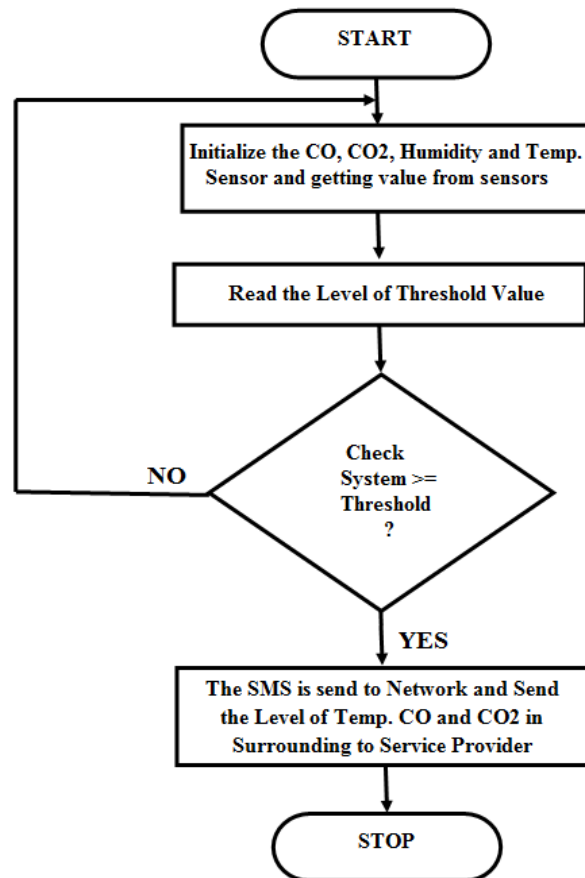 START
Initialize the CO, CO2, Humidity and Temp.
Sensor and getting value from sensors
Read the Level of Threshold Value
Check
System >=
Threshold
?
NO
YES
The SMS is send to Network and Send
the Level of Temp. CO and CO2 in
Surrounding to Service Provider
STOP